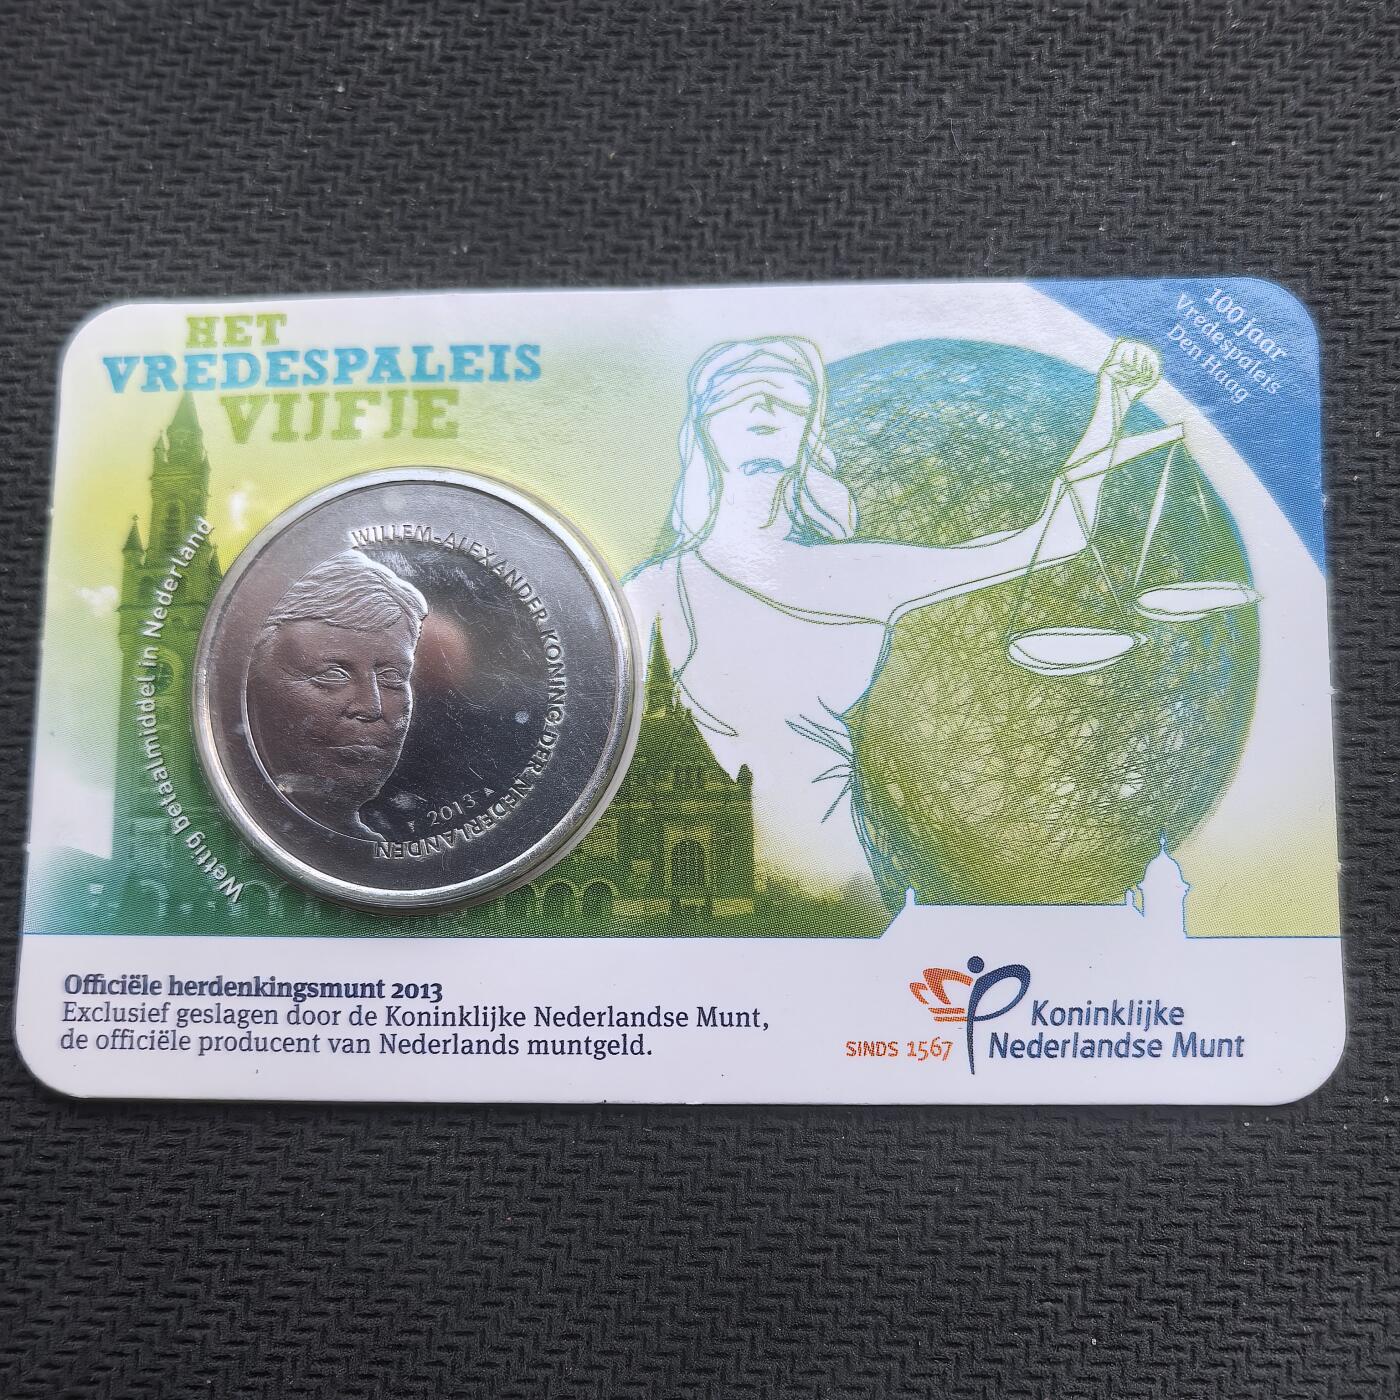 HET
VREDESPALEIS
VIJFJE
100 jaar
Vredespaleis
Den Haag
Wettig betaalmiddel in Nederland
WILLEM-ALEXANDER KONING DER NEDERLANDEN
2013
Officiële herdenkingsmunt 2013
Exclusief geslagen door de Koninklijke Nederlandse Munt,
de officiële producent van Nederlands muntgeld.
SINDS 1567
Koninklijke
Nederlandse Munt